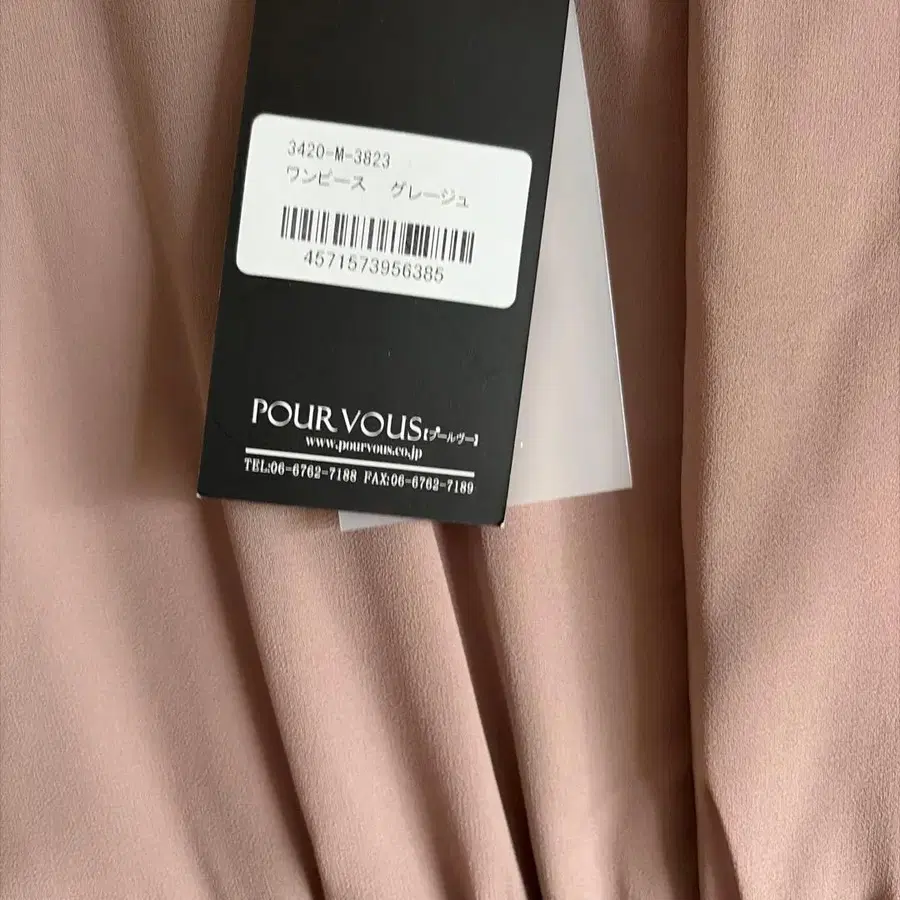 3420-M-3823
ワンピース グレージュ
4571573956385
POUR VOUS【プールヴー】
www.pourvous.co.jp
TEL:06-6762-7188 FAX:06-6762-7189